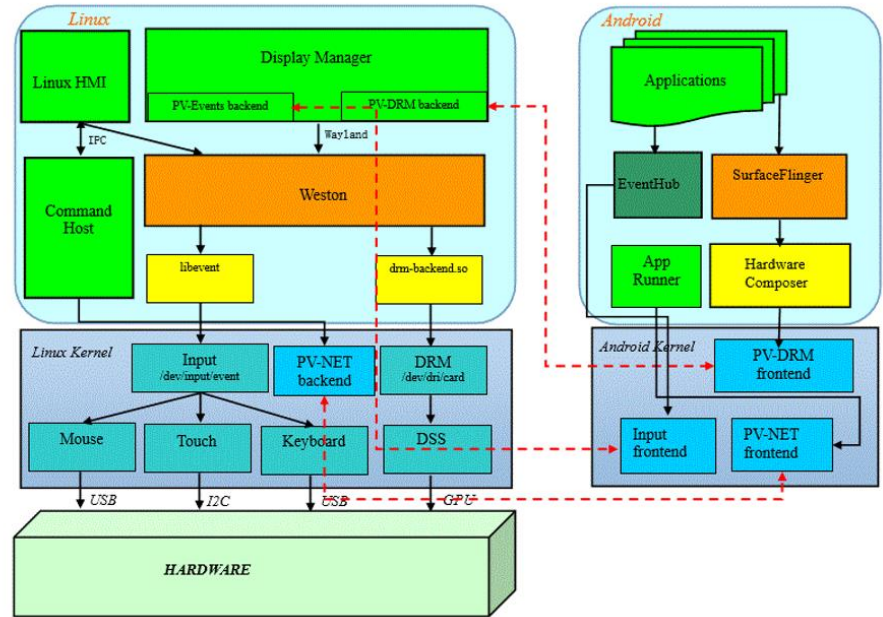 Linux
Linux HMI
Display Manager
PV-Events backend
PV-DRM backend
IPC
Wayland
Command
Host
Weston
libevent
drm-backend.so
Linux Kernel
Input
/dev/input/event
PV-NET
backend
DRM
/dev/dri/card
Mouse
Touch
Keyboard
DSS
USB
I2C
USB
GPU
HARDWARE
Android
Applications
EventHub
SurfaceFlinger
App
Runner
Hardware
Composer
Android Kernel
PV-DRM
frontend
Input
frontend
PV-NET
frontend